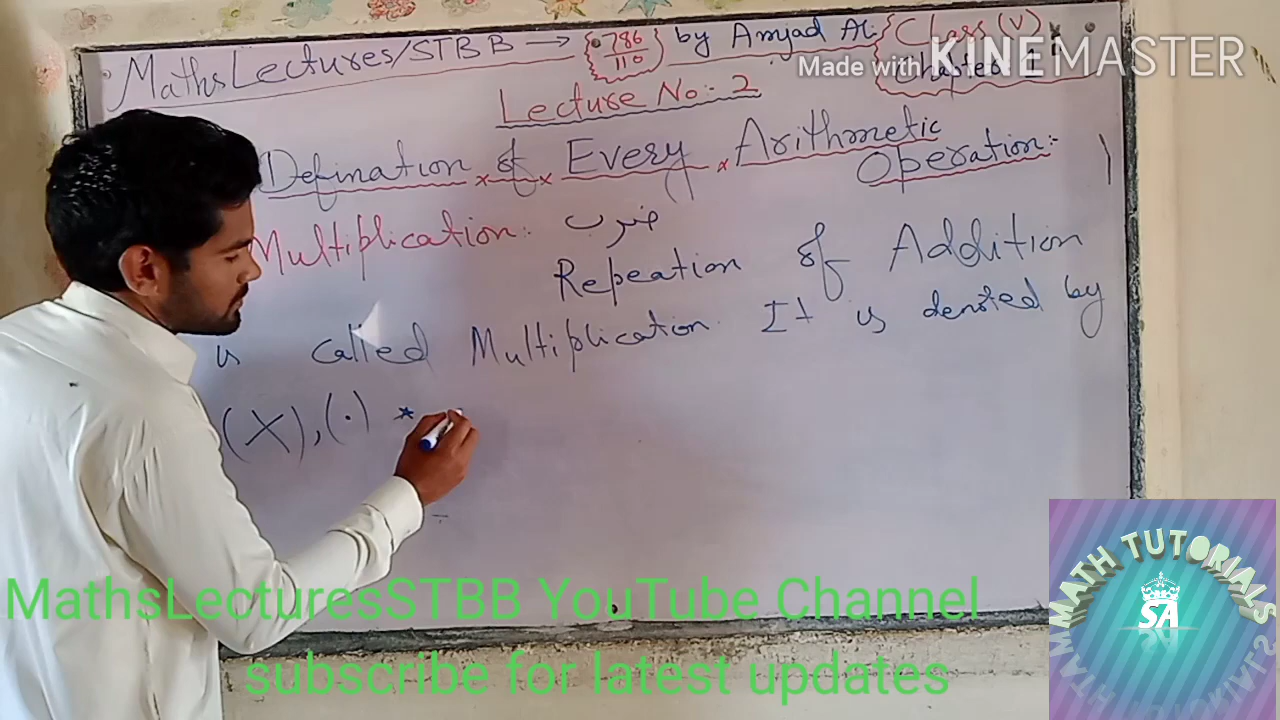 MathsLectures/STBB → {786/110} by Amjad Ali {Class (V)
Made with KINEMASTER
Chapter 1
Lecture No:- 2
Defination of Every Arithmetic
Operation:-
Multiplication: ضرب
Repeation of Addition
is called Multiplication. It is denoted by
(X), (·) *
MATH TUTORIALS
SA
MathsLecturesSTBB YouTube Channel
subscribe for latest updates